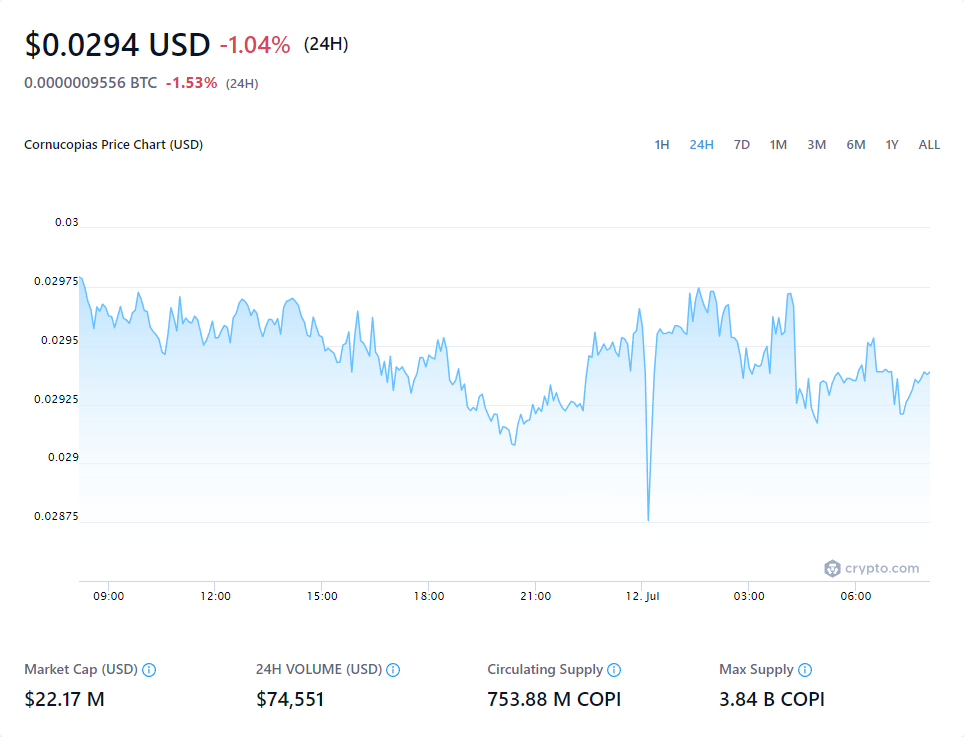 $0.0294 USD -1.04% (24H)
0.0000009556 BTC -1.53% (24H)
Cornucopias Price Chart (USD) 1H 24H 7D 1M 3M 6M 1Y ALL
0.03
0.02975
0.0295
0.02925
0.029
0.02875
crypto.com
09:00 12:00 15:00 18:00 21:00 12. Jul 03:00 06:00
Market Cap (USD) 24H VOLUME (USD) Circulating Supply Max Supply
$22.17 M $74,551 753.88 M COPI 3.84 B COPI